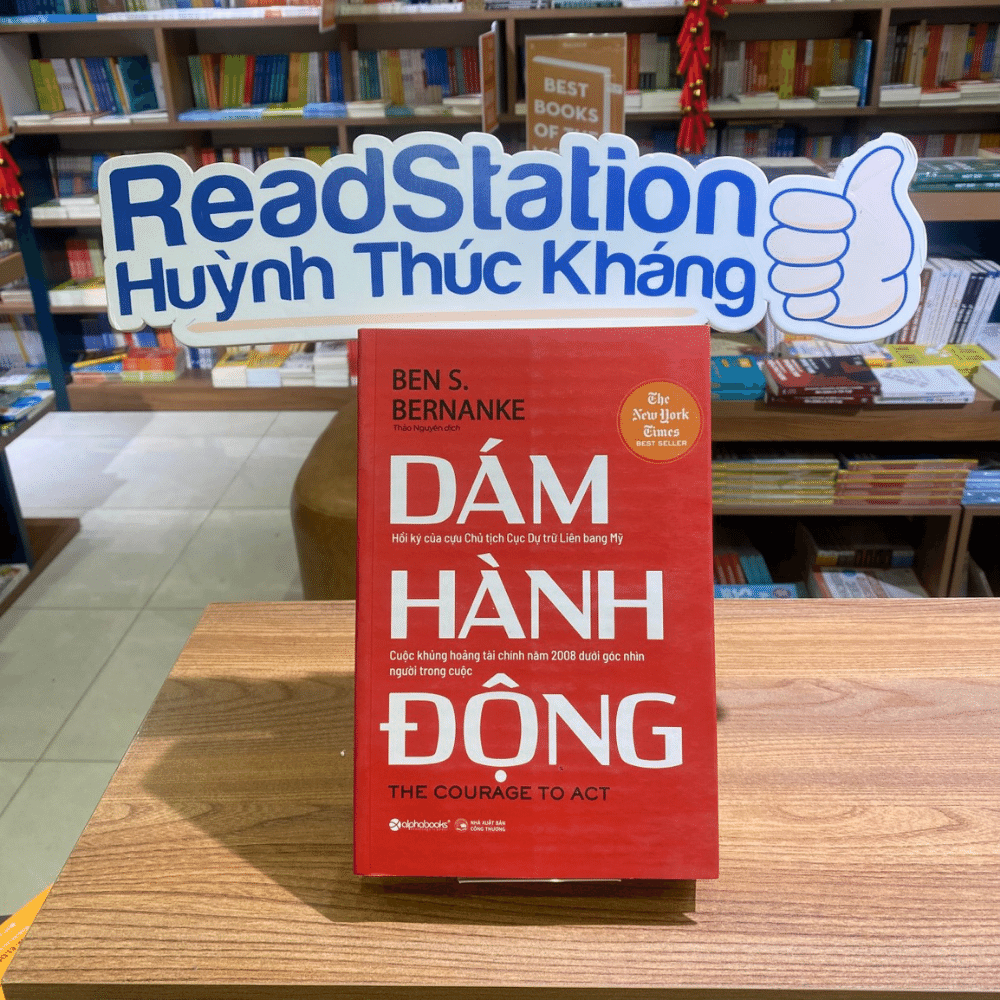 BEST
BOOKS
OF THE
ReadStation
Huỳnh Thúc Kháng
BEN S.
BERNANKE
Thảo Nguyên dịch
The
New York
Times
BEST SELLER
DÁM
Hồi ký của cựu Chủ tịch Cục Dự trữ Liên bang Mỹ
HÀNH
Cuộc khủng hoảng tài chính năm 2008 dưới góc nhìn
người trong cuộc
ĐỘNG
THE COURAGE TO ACT
alphabooks
NHÀ XUẤT BẢN
CÔNG THƯƠNG